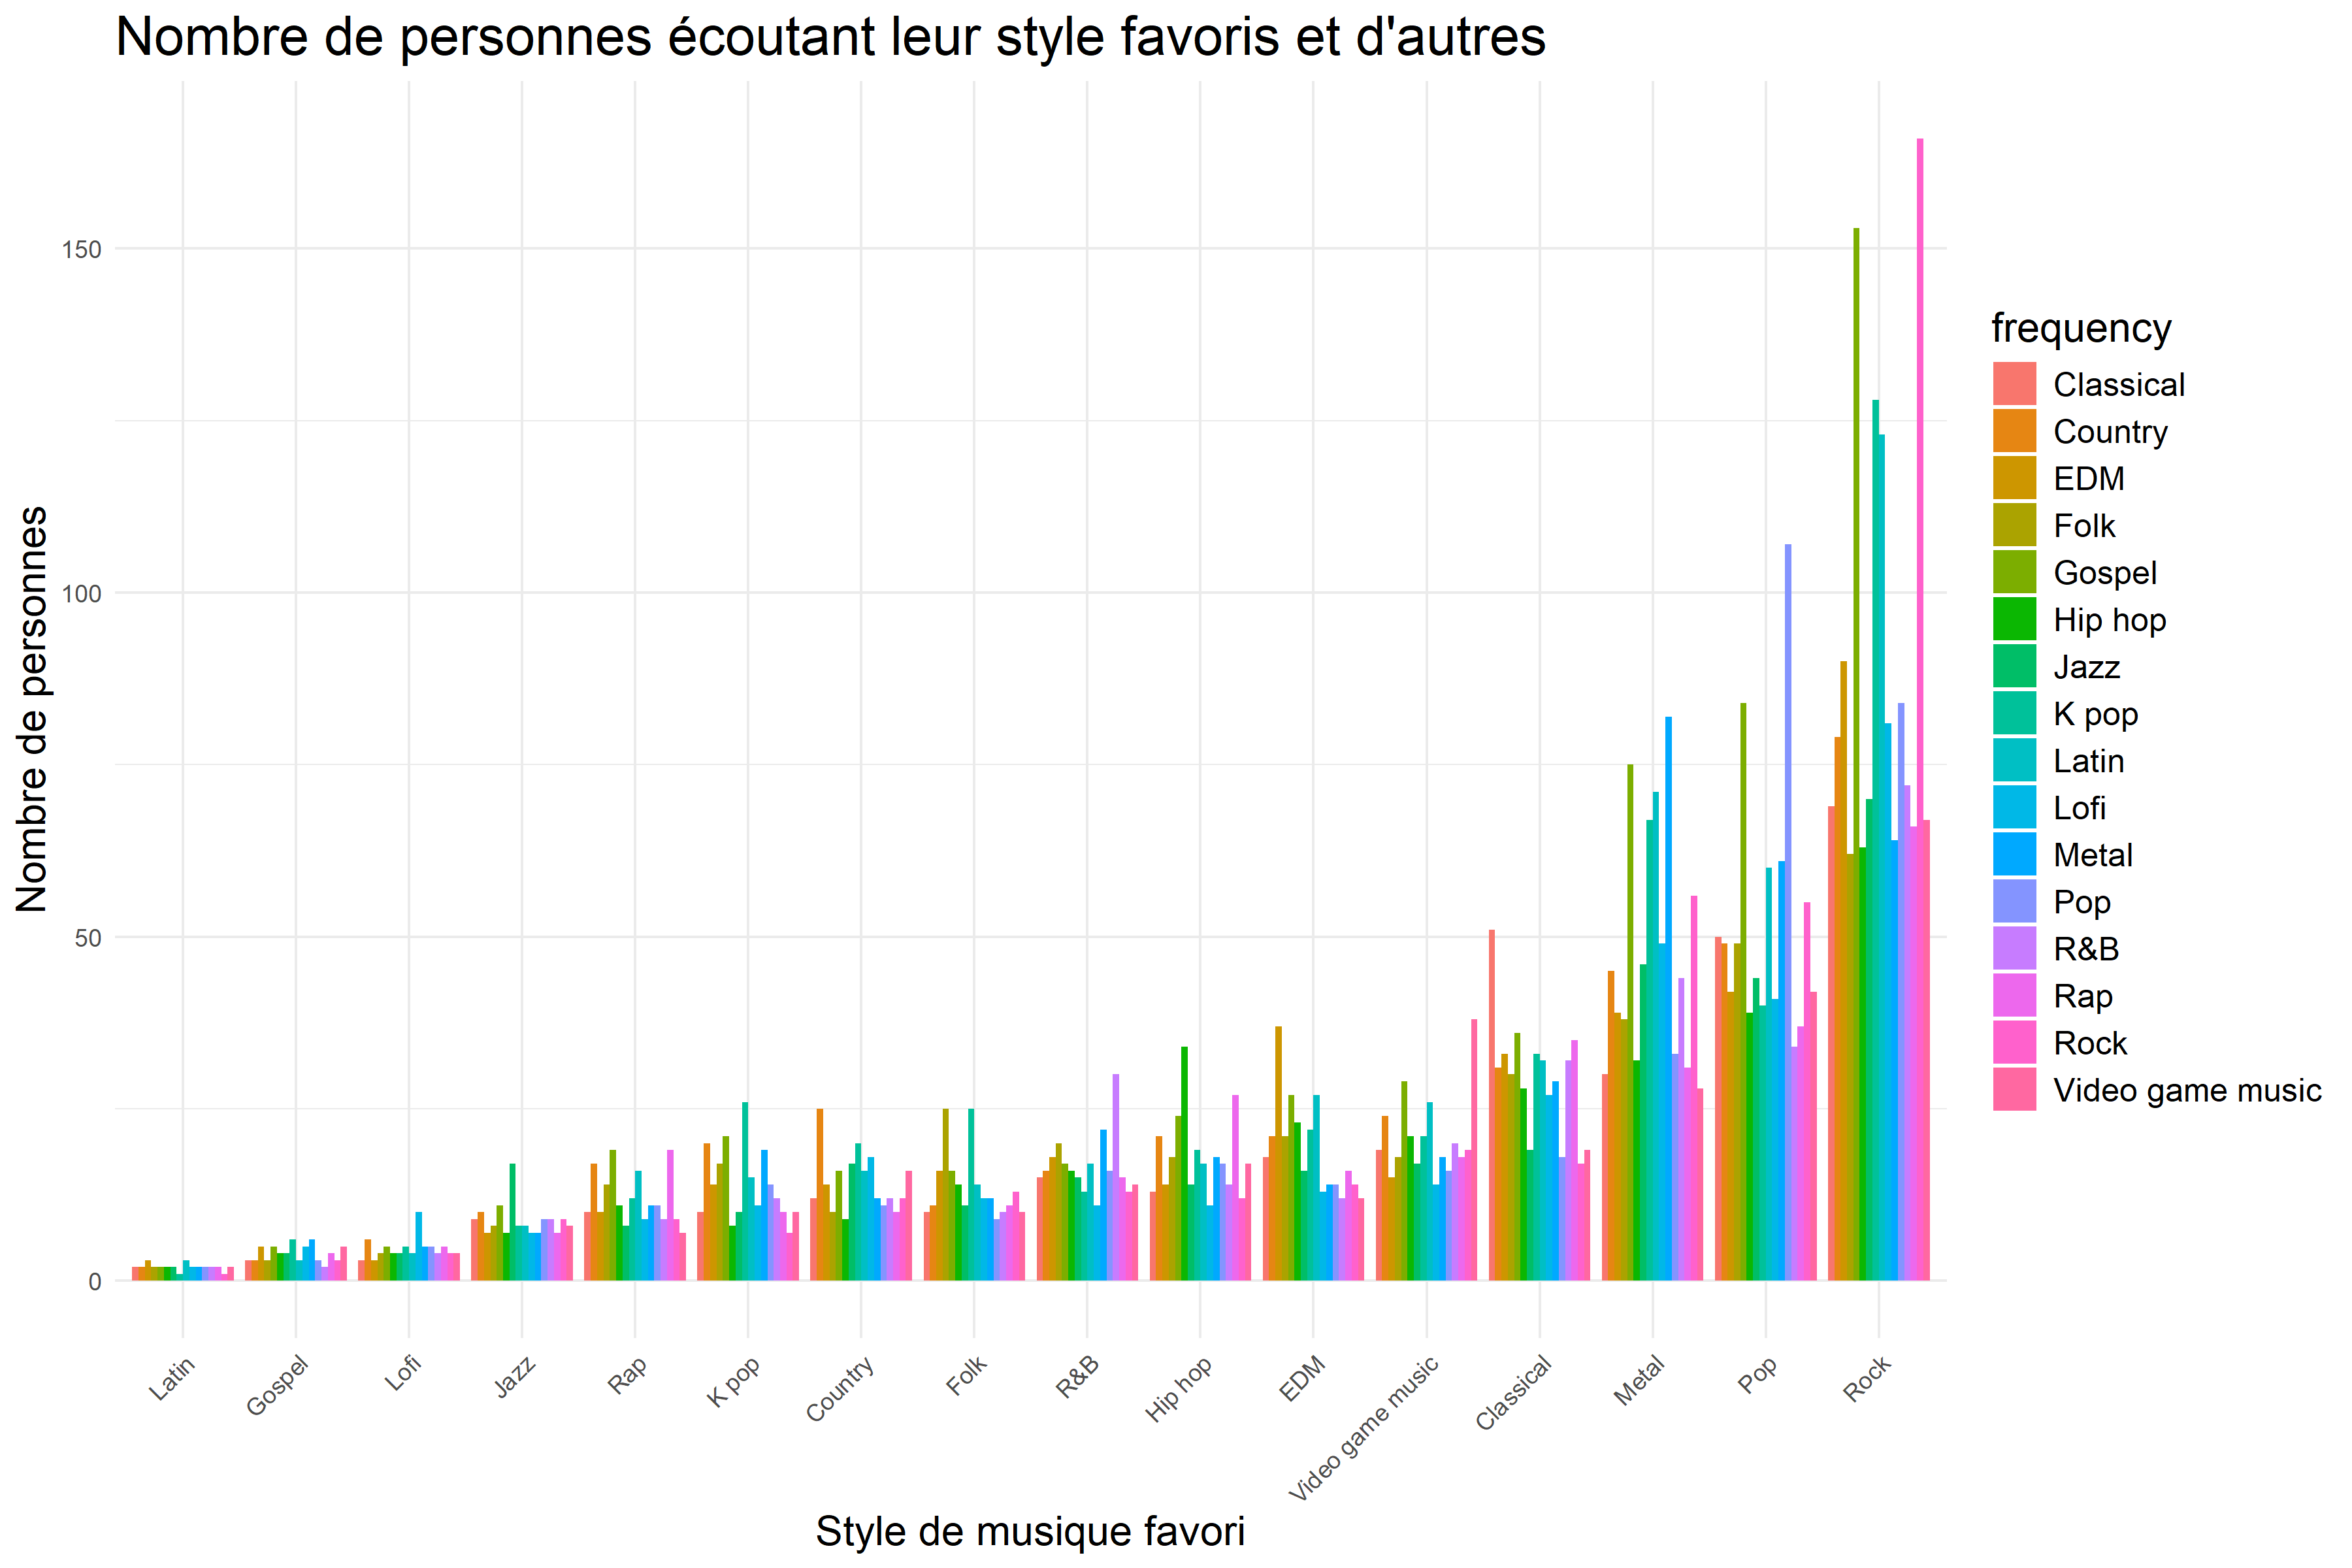 Nombre de personnes écoutant leur style favoris et d'autres
Nombre de personnes
150
100
50
0
Latin
Gospel
Lofi
Jazz
Rap
K pop
Country
Folk
R&B
Hip hop
EDM
Video game music
Classical
Metal
Pop
Rock
Style de musique favori
frequency
Classical
Country
EDM
Folk
Gospel
Hip hop
Jazz
K pop
Latin
Lofi
Metal
Pop
R&B
Rap
Rock
Video game music